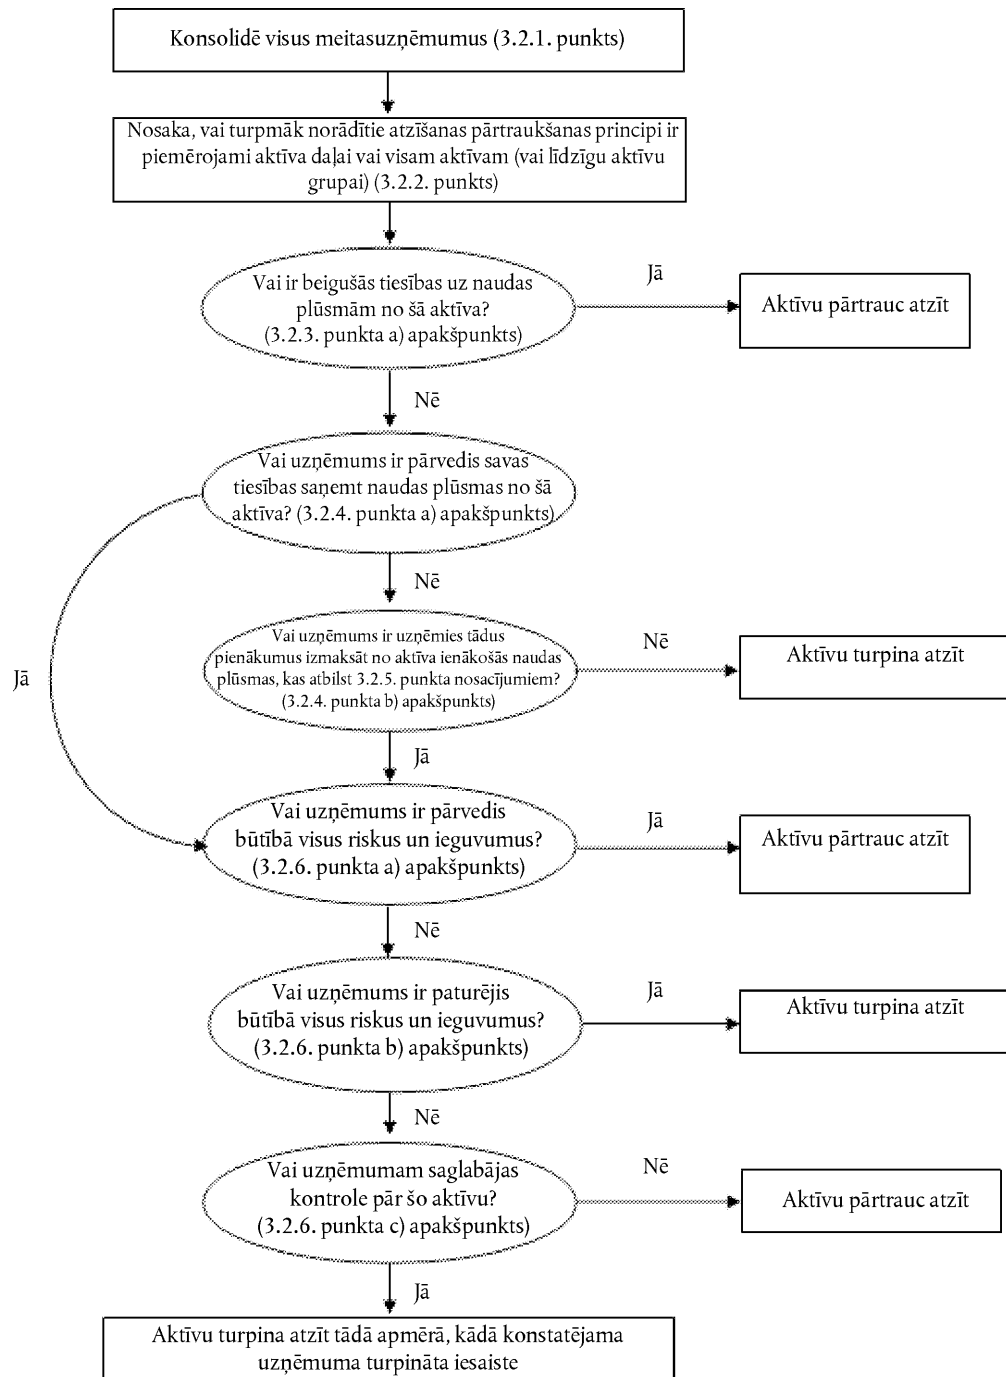 Konsolidē visus meitasuzņēmumus (3.2.1. punkts)
Nosaka, vai turpmāk norādītie atzīšanas pārtraukšanas principi ir
piemērojami aktīva daļai vai visam aktīvam (vai līdzīgu aktīvu
grupai) (3.2.2. punkts)
Vai ir beigušās tiesības uz naudas
plūsmām no šā aktīva?
(3.2.3. punkta a) apakšpunkts)
Jā
Aktīvu pārtrauc atzīt
Nē
Vai uzņēmums ir pārvedis savas
tiesības saņemt naudas plūsmas no šā
aktīva? (3.2.4. punkta a) apakšpunkts)
Nē
Jā
Vai uzņēmums ir uzņēmies tādus
pienākumus izmaksāt no aktīva ienākošās naudas
plūsmas, kas atbilst 3.2.5. punkta nosacījumiem?
(3.2.4. punkta b) apakšpunkts)
Nē
Aktīvu turpina atzīt
Jā
Vai uzņēmums ir pārvedis
būtībā visus riskus un ieguvumus?
(3.2.6. punkta a) apakšpunkts)
Jā
Aktīvu pārtrauc atzīt
Nē
Vai uzņēmums ir paturējis
būtībā visus riskus un ieguvumus?
(3.2.6. punkta b) apakšpunkts)
Jā
Aktīvu turpina atzīt
Nē
Vai uzņēmumam saglabājas
kontrole pār šo aktīvu?
(3.2.6. punkta c) apakšpunkts)
Nē
Aktīvu pārtrauc atzīt
Jā
Aktīvu turpina atzīt tādā apmērā, kādā konstatējama
uzņēmuma turpināta iesaiste